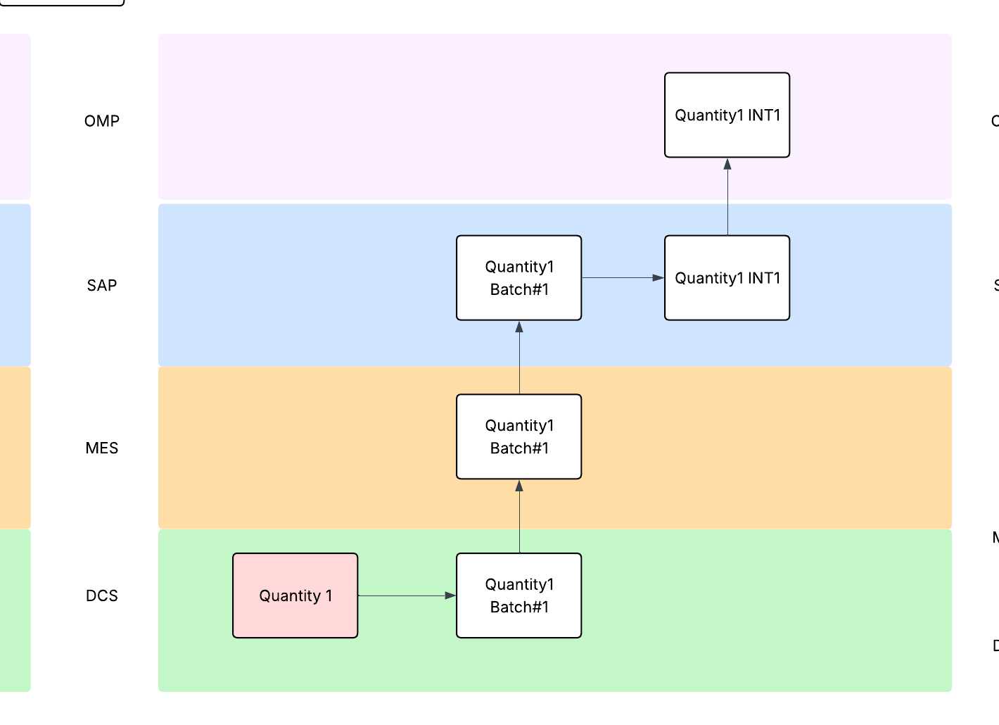 OMP
Quantity1 INT1
SAP
Quantity1
Batch#1
Quantity1 INT1
MES
Quantity1
Batch#1
DCS
Quantity 1
Quantity1
Batch#1